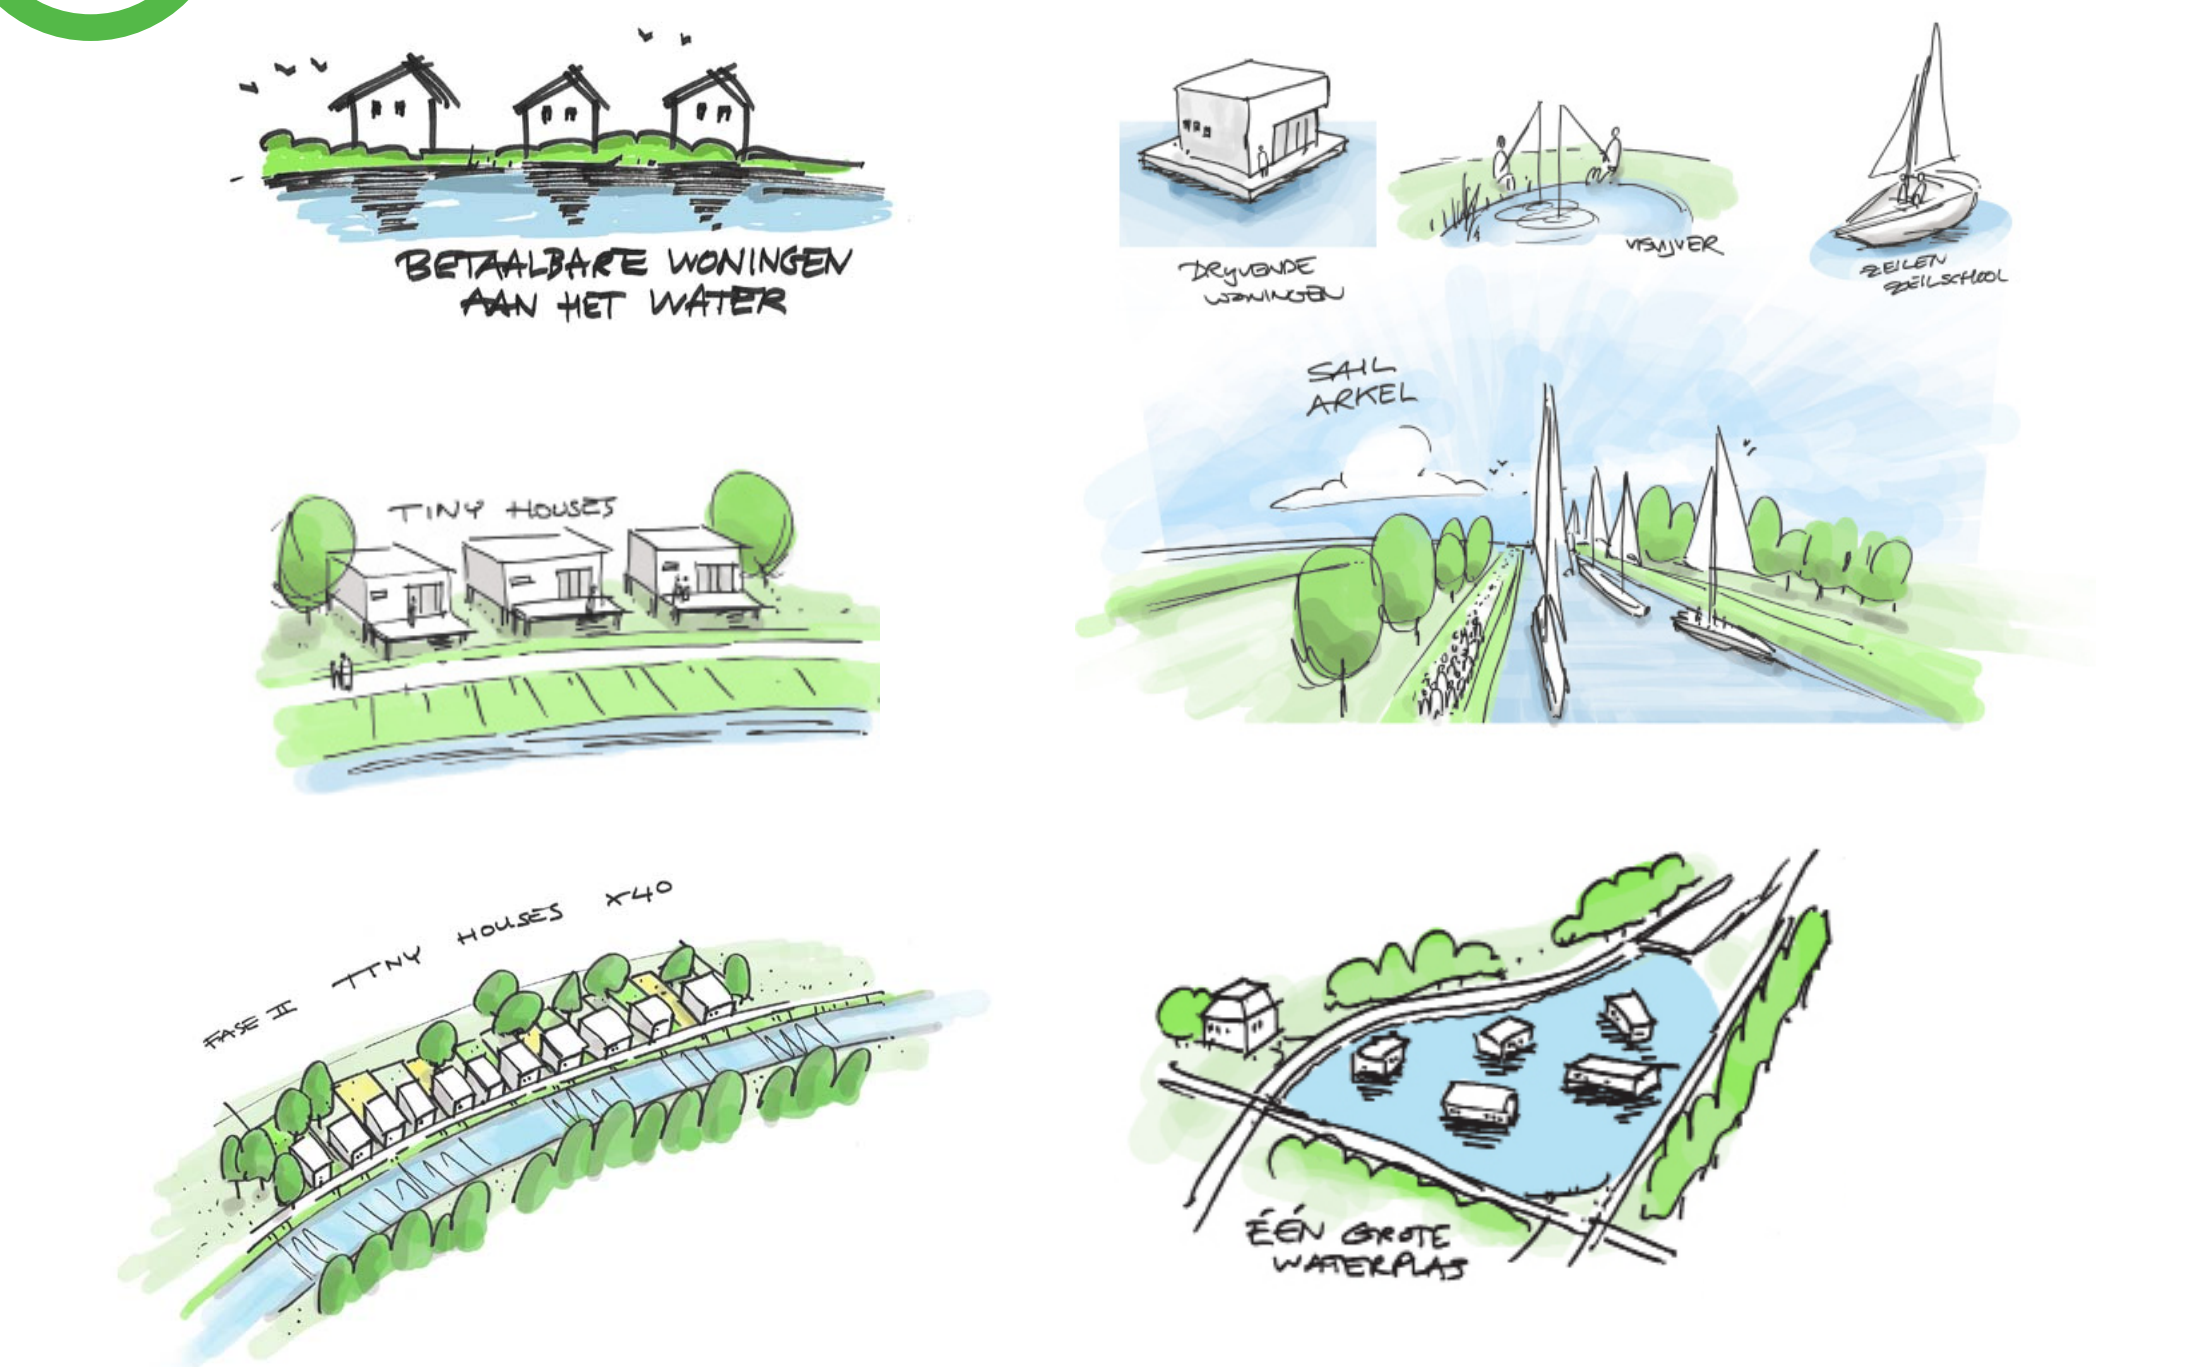 BETAALBARE WONINGEN
AAN HET WATER
DRIJVENDE
WONINGEN
VISVIJVER
ZEILEN
ZEILSCHOOL
SAIL
ARKEL
TINY HOUSES
FASE II TINY HOUSES x40
ÉÉN GROTE
WATERPLAS